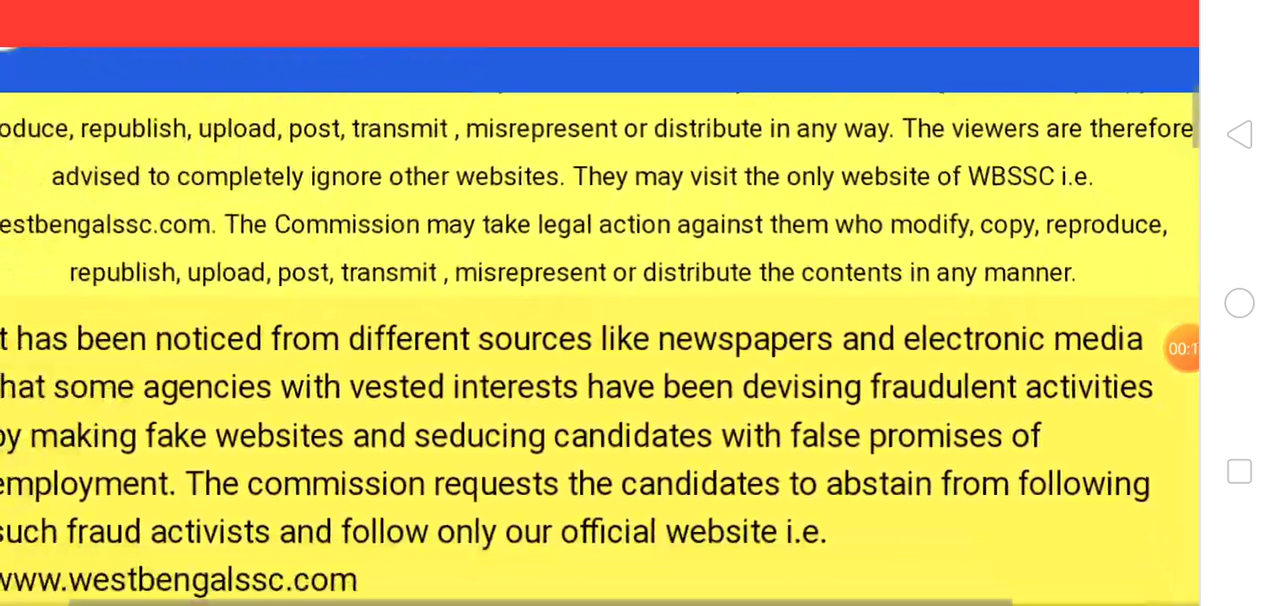 oduce, republish, upload, post, transmit , misrepresent or distribute in any way. The viewers are therefore
advised to completely ignore other websites. They may visit the only website of WBSSC i.e.
estbengalssc.com. The Commission may take legal action against them who modify, copy, reproduce,
republish, upload, post, transmit , misrepresent or distribute the contents in any manner.
t has been noticed from different sources like newspapers and electronic media
00:1
hat some agencies with vested interests have been devising fraudulent activities
by making fake websites and seducing candidates with false promises of
employment. The commission requests the candidates to abstain from following
such fraud activists and follow only our official website i.e.
www.westbengalssc.com